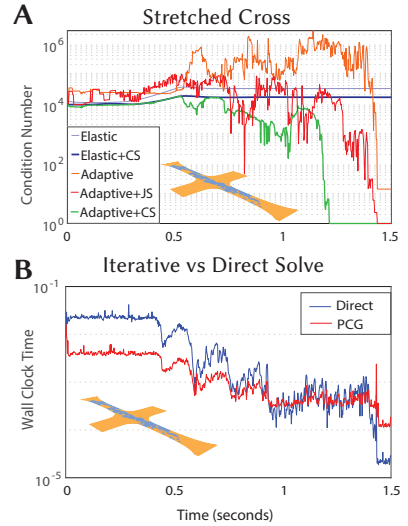 A Stretched Cross
Condition Number
10^6
10^4
10^2
10^0
Elastic
Elastic+CS
Adaptive
Adaptive+JS
Adaptive+CS
0 0.5 1 1.5
B Iterative vs Direct Solve
Wall Clock Time
10^-1
10^-5
Direct
PCG
0 0.5 1 1.5
Time (seconds)